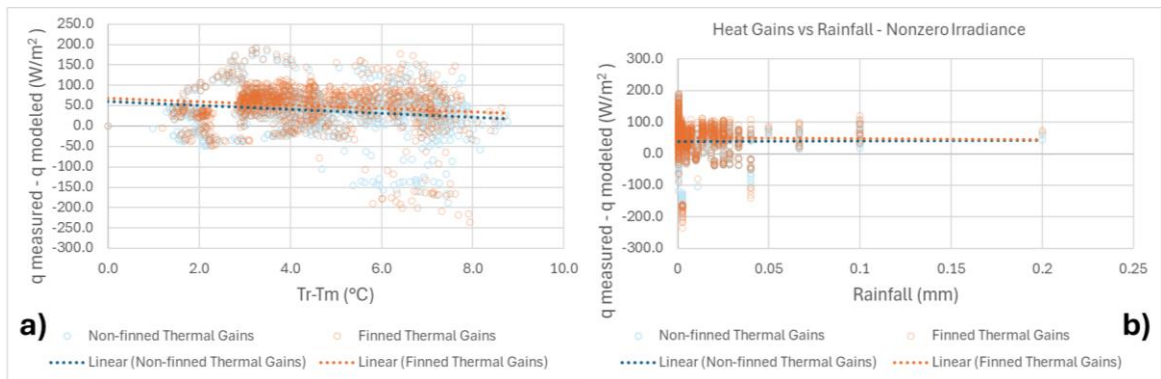 q measured - q modeled (W/m²)
250.0
200.0
150.0
100.0
50.0
0.0
-50.0
-100.0
-150.0
-200.0
-250.0
-300.0
0.0 2.0 4.0 6.0 8.0 10.0
Tr-Tm (°C)
Non-finned Thermal Gains Finned Thermal Gains
Linear (Non-finned Thermal Gains) Linear (Finned Thermal Gains)
a)
Heat Gains vs Rainfall - Nonzero Irradiance
q measured - q modeled (W/m²)
300.0
200.0
100.0
0.0
-100.0
-200.0
-300.0
0 0.05 0.1 0.15 0.2 0.25
Rainfall (mm)
Non-finned Thermal Gains Finned Thermal Gains
Linear (Non-finned Thermal Gains) Linear (Finned Thermal Gains)
b)